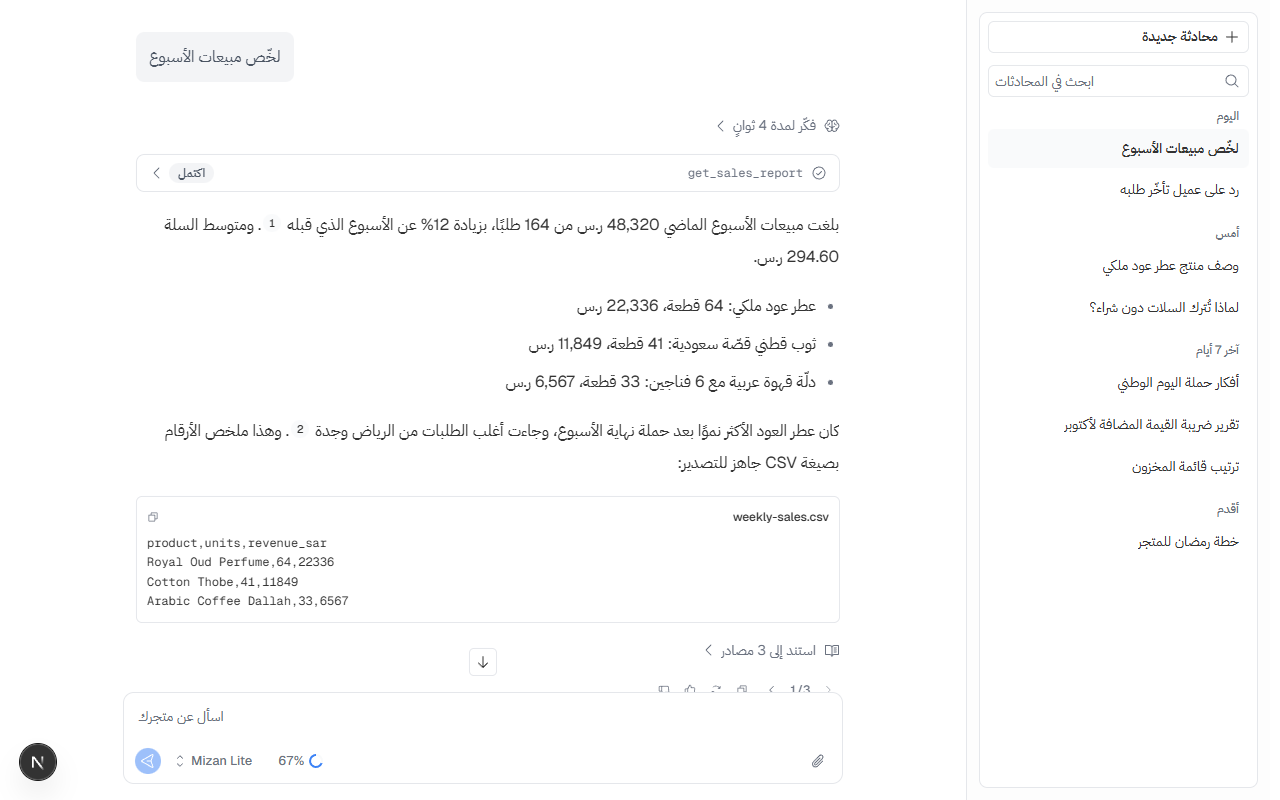 محادثة جديدة
ابحث في المحادثات
اليوم
لخّص مبيعات الأسبوع
رد على عميل تأخّر طلبه
أمس
وصف منتج عطر عود ملكي
لماذا تُترك السلات دون شراء؟
آخر 7 أيام
أفكار حملة اليوم الوطني
تقرير ضريبة القيمة المضافة لأكتوبر
ترتيب قائمة المخزون
أقدم
خطة رمضان للمتجر
لخّص مبيعات الأسبوع
فكّر لمدة 4 ثوانٍ
get_sales_report اكتمل
بلغت مبيعات الأسبوع الماضي 48,320 ر.س من 164 طلبًا، بزيادة 12% عن الأسبوع الذي قبله 1 . ومتوسط السلة
294.60 ر.س.
عطر عود ملكي: 64 قطعة، 22,336 ر.س
ثوب قطني قصّة سعودية: 41 قطعة، 11,849 ر.س
دلّة قهوة عربية مع 6 فناجين: 33 قطعة، 6,567 ر.س
كان عطر العود الأكثر نموًا بعد حملة نهاية الأسبوع، وجاءت أغلب الطلبات من الرياض وجدة 2 . وهذا ملخص الأرقام
بصيغة CSV جاهز للتصدير:
weekly-sales.csv
product,units,revenue_sar
Royal Oud Perfume,64,22336
Cotton Thobe,41,11849
Arabic Coffee Dallah,33,6567
استند إلى 3 مصادر
1/3
اسأل عن متجرك
67% Mizan Lite
N